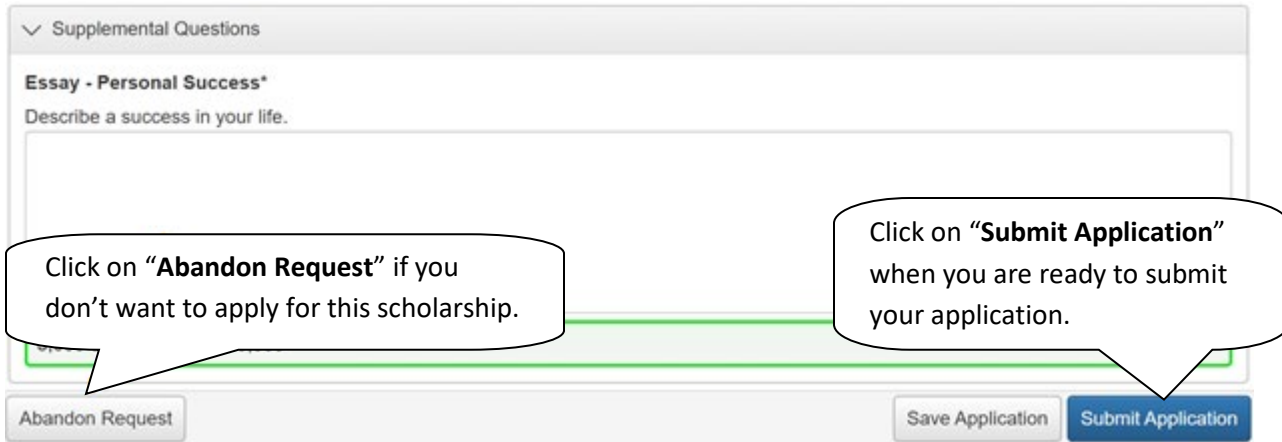 Supplemental Questions
Essay - Personal Success*
Describe a success in your life.
Click on “Abandon Request” if you
don’t want to apply for this scholarship.
Click on “Submit Application”
when you are ready to submit
your application.
Abandon Request
Save Application
Submit Application